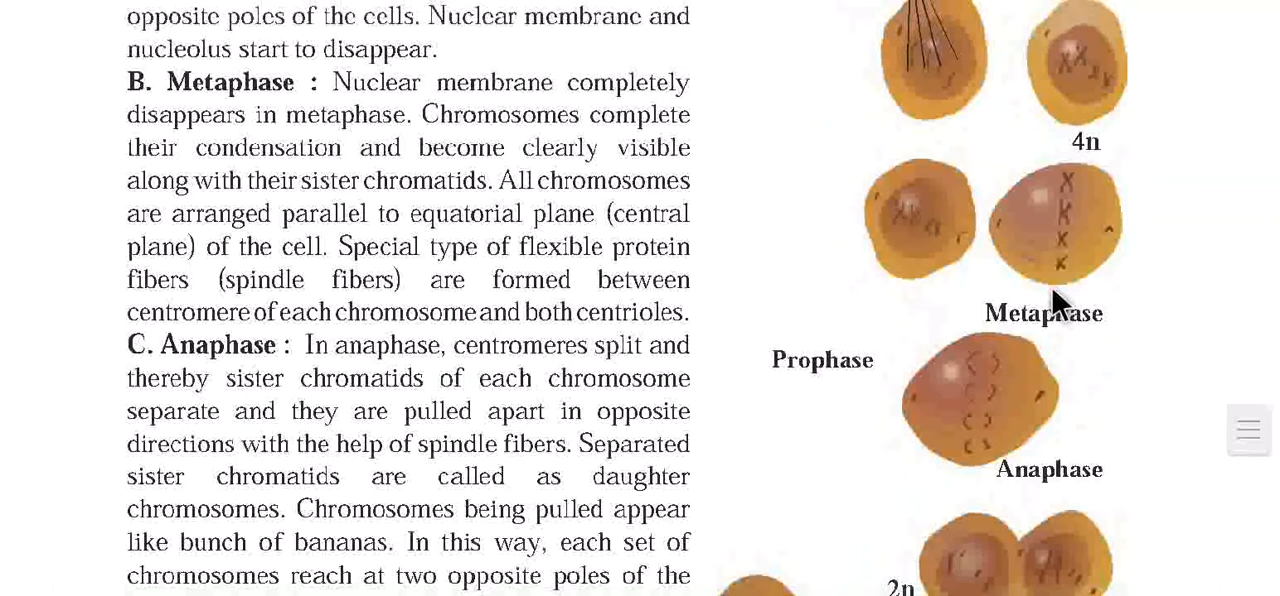 opposite poles of the cells. Nuclear membrane and
nucleolus start to disappear.
B. Metaphase : Nuclear membrane completely
disappears in metaphase. Chromosomes complete
their condensation and become clearly visible
along with their sister chromatids. All chromosomes
are arranged parallel to equatorial plane (central
plane) of the cell. Special type of flexible protein
fibers (spindle fibers) are formed between
centromere of each chromosome and both centrioles.
C. Anaphase : In anaphase, centromeres split and
thereby sister chromatids of each chromosome
separate and they are pulled apart in opposite
directions with the help of spindle fibers. Separated
sister chromatids are called as daughter
chromosomes. Chromosomes being pulled appear
like bunch of bananas. In this way, each set of
chromosomes reach at two opposite poles of the
4n
Metaphase
Prophase
Anaphase
2n